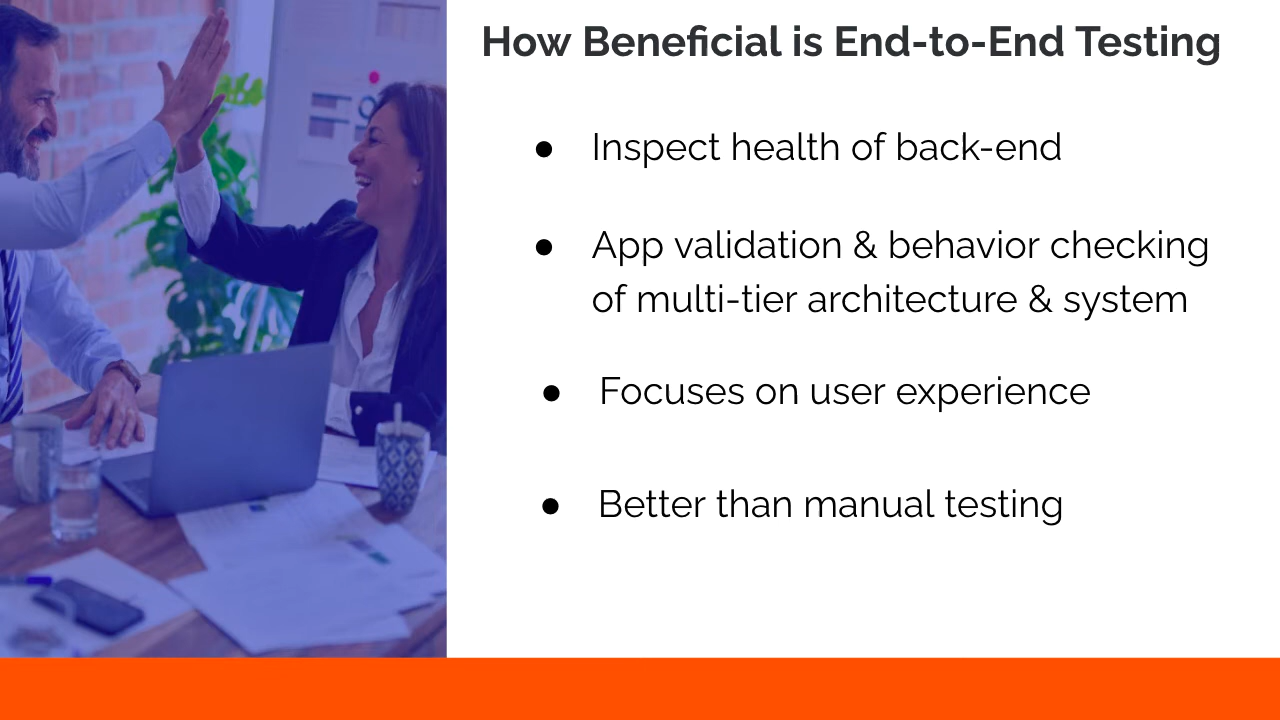 How Beneficial is End-to-End Testing
● Inspect health of back-end
● App validation & behavior checking
of multi-tier architecture & system
● Focuses on user experience
● Better than manual testing